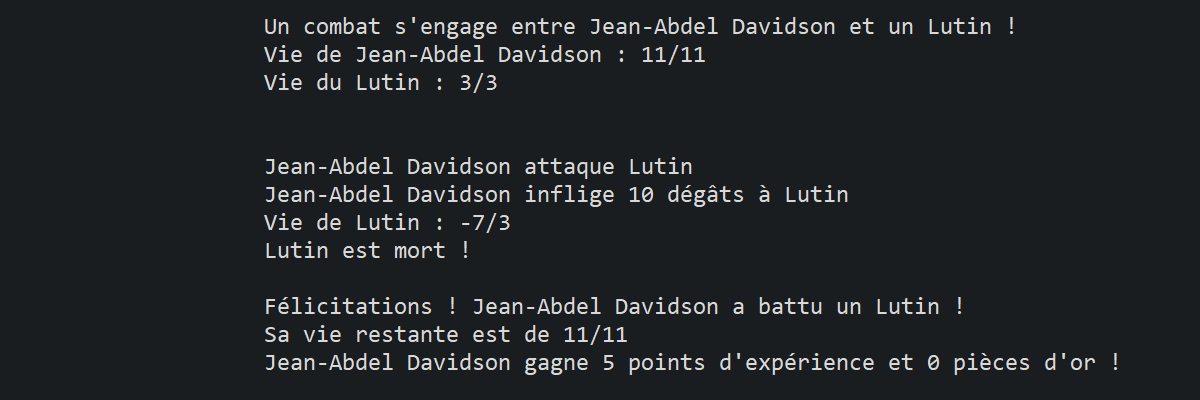 Un combat s'engage entre Jean-Abdel Davidson et un Lutin !
Vie de Jean-Abdel Davidson : 11/11
Vie du Lutin : 3/3
Jean-Abdel Davidson attaque Lutin
Jean-Abdel Davidson inflige 10 dégâts à Lutin
Vie de Lutin : -7/3
Lutin est mort !
Félicitations ! Jean-Abdel Davidson a battu un Lutin !
Sa vie restante est de 11/11
Jean-Abdel Davidson gagne 5 points d'expérience et 0 pièces d'or !